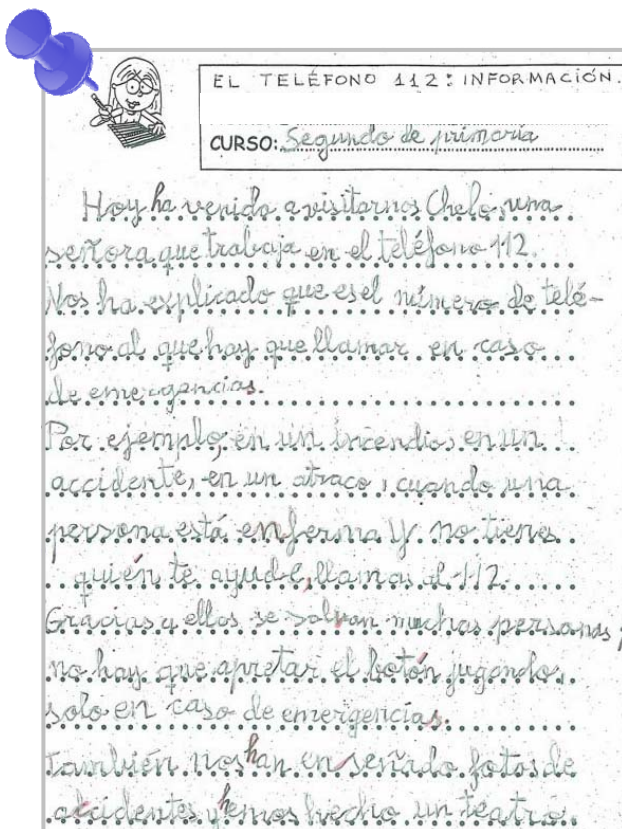 EL TELÉFONO 112: INFORMACIÓN.
CURSO: Segundo de primaria
Hoy ha venido a visitarnos Chelo, una
señora que trabaja en el teléfono 112.
Nos ha explicado que es el número de telé-
fono al que hay que llamar en caso
de emergencias.
Por ejemplo, en un incendio, en un
accidente, en un atraco, cuando una
persona está enferma y no tienes
quién te ayude, llamas al 112.
Gracias a ellos se salvan muchas personas,
no hay que apretar el botón jugando,
solo en caso de emergencias.
También nos han enseñado fotos de
accidentes y hemos hecho un teatro.